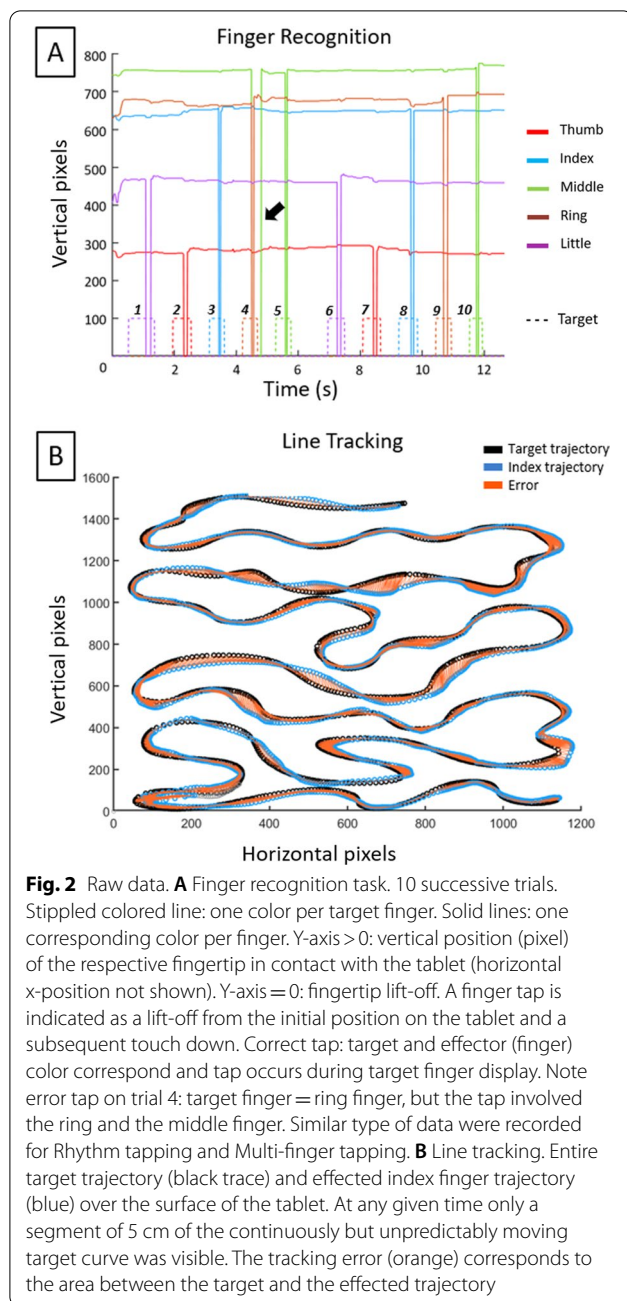 A
Finger Recognition
Vertical pixels
800
700
600
500
400
300
200
100
0
2
4
6
8
10
12
Time (s)
1
2
3
4
5
6
7
8
9
10
Thumb
Index
Middle
Ring
Little
Target
B
Line Tracking
Target trajectory
Index trajectory
Error
Vertical pixels
1600
1400
1200
1000
800
600
400
200
0
0
200
400
600
800
1000
1200
Horizontal pixels
Fig. 2 Raw data. A Finger recognition task. 10 successive trials.
Stippled colored line: one color per target finger. Solid lines: one
corresponding color per finger. Y-axis > 0: vertical position (pixel)
of the respective fingertip in contact with the tablet (horizontal
x-position not shown). Y-axis = 0: fingertip lift-off. A finger tap is
indicated as a lift-off from the initial position on the tablet and a
subsequent touch down. Correct tap: target and effector (finger)
color correspond and tap occurs during target finger display. Note
error tap on trial 4: target finger = ring finger, but the tap involved
the ring and the middle finger. Similar type of data were recorded
for Rhythm tapping and Multi-finger tapping. B Line tracking. Entire
target trajectory (black trace) and effected index finger trajectory
(blue) over the surface of the tablet. At any given time only a
segment of 5 cm of the continuously but unpredictably moving
target curve was visible. The tracking error (orange) corresponds to
the area between the target and the effected trajectory